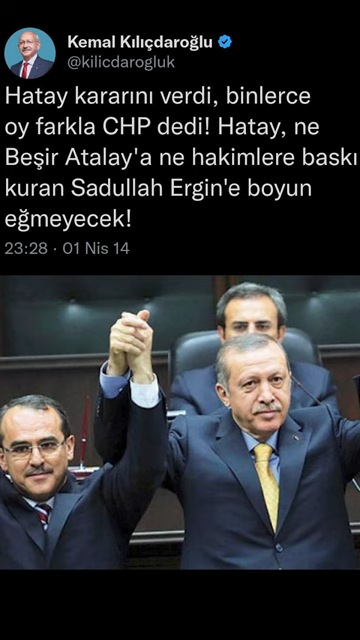 Kemal Kılıçdaroğlu
@kilicdarogluk
Hatay kararını verdi, binlerce
oy farkla CHP dedi! Hatay, ne
Beşir Atalay'a ne hakimlere baskı
kuran Sadullah Ergin'e boyun
eğmeyecek!
23:28 · 01 Nis 14